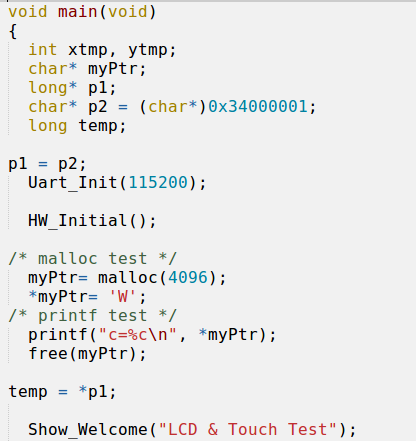 void main(void)
{
  int xtmp, ytmp;
  char* myPtr;
  long* p1;
  char* p2 = (char*)0x34000001;
  long temp;

p1 = p2;
  Uart_Init(115200);

  HW_Initial();

/* malloc test */
  myPtr= malloc(4096);
  *myPtr= 'W';
/* printf test */
  printf("c=%c\n", *myPtr);
  free(myPtr);

temp = *p1;

  Show_Welcome("LCD & Touch Test");